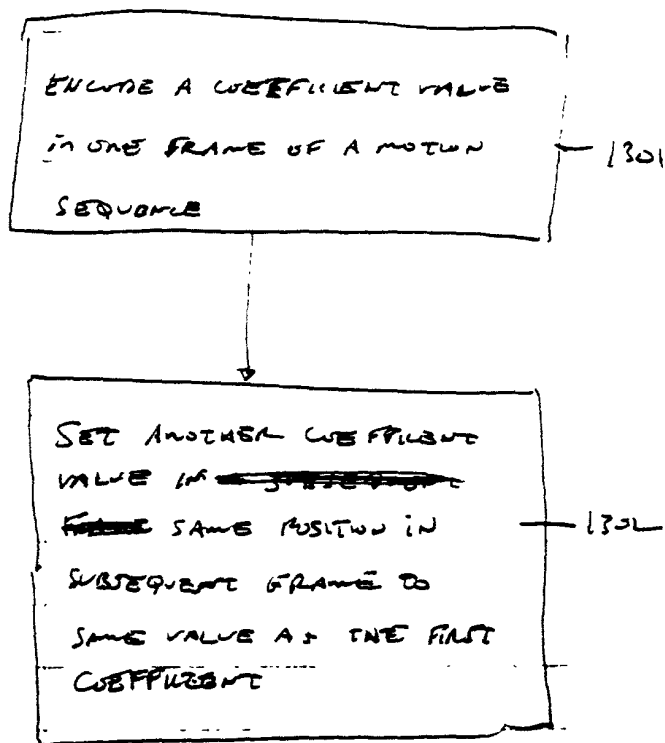 ENCODE A COEFFICIENT VALUE
in ONE FRAME OF A MOTION
SEQUENCE
1301
SET ANOTHER COEFFICIENT
VALUE IN
SAME POSITION IN
1302
SUBSEQUENT FRAME TO
SAME VALUE AS THE FIRST
COEFFICIENT